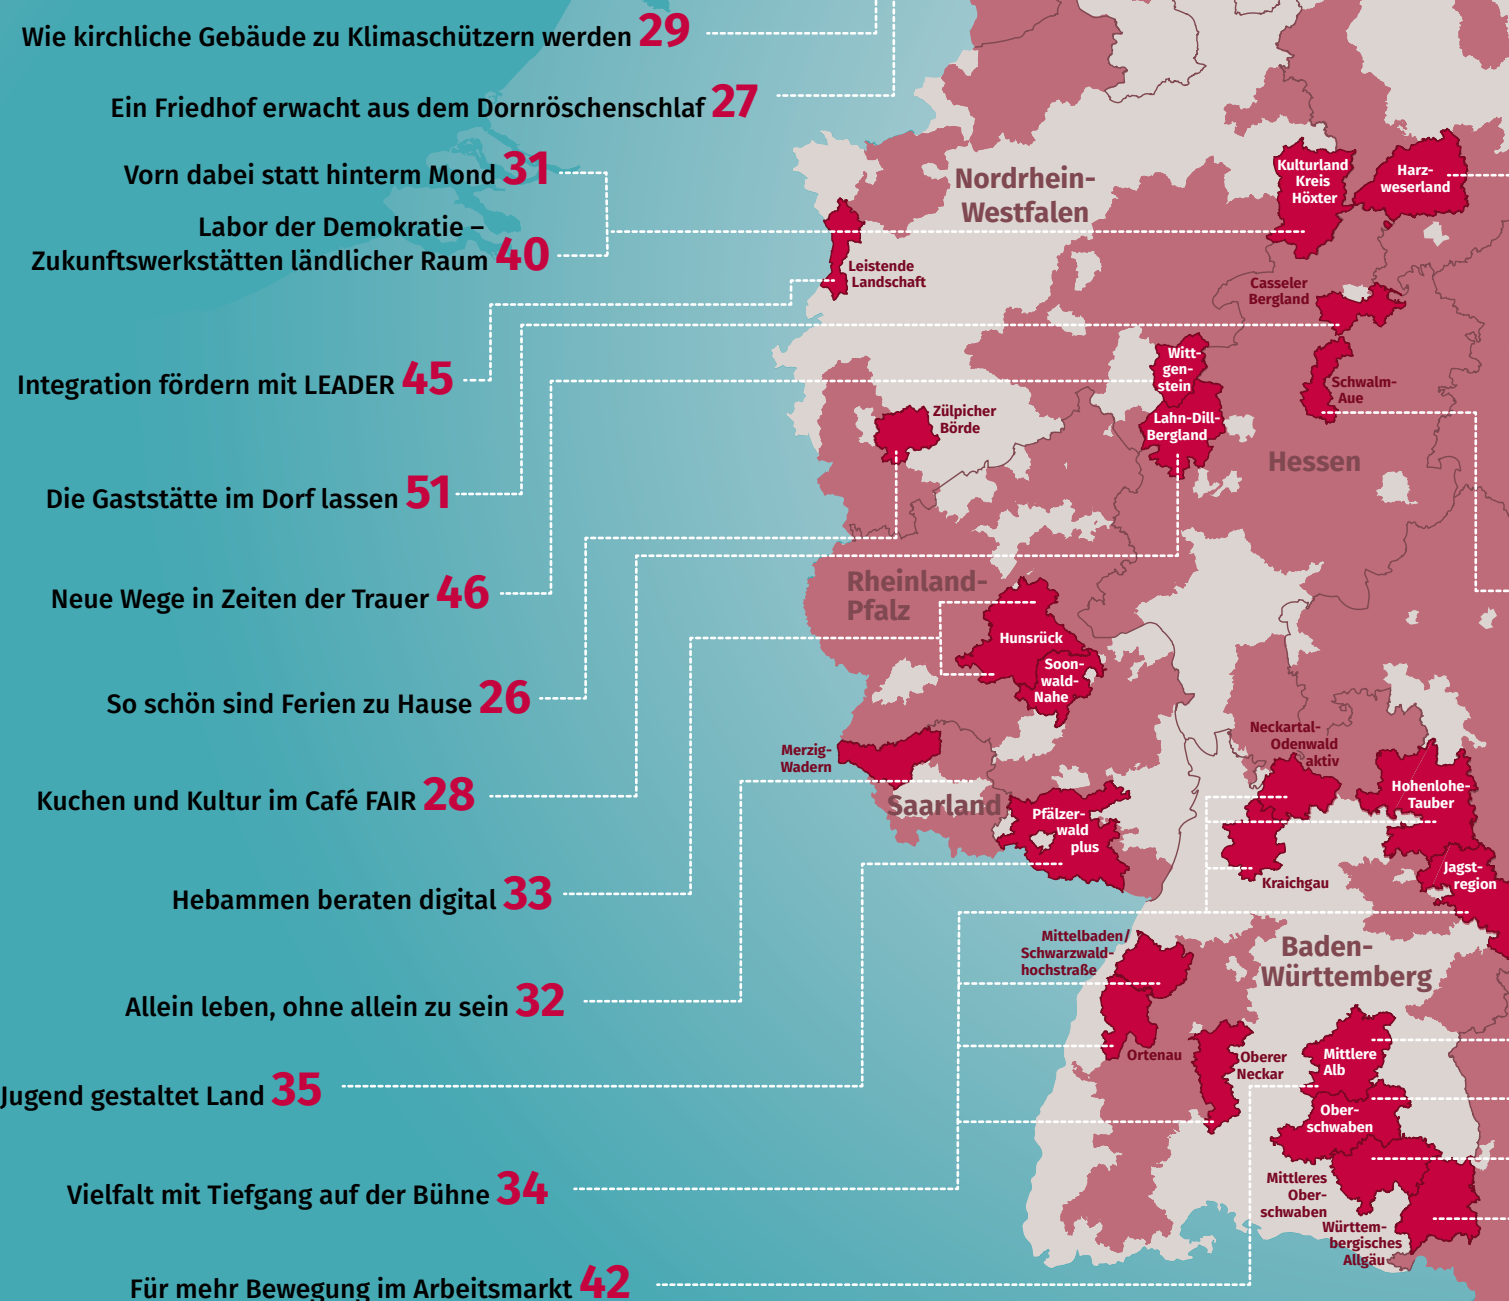 Wie kirchliche Gebäude zu Klimaschützern werden 29
Ein Friedhof erwacht aus dem Dornröschenschlaf 27
Vorn dabei statt hinterm Mond 31
Labor der Demokratie –
Zukunftswerkstätten ländlicher Raum 40
Integration fördern mit LEADER 45
Die Gaststätte im Dorf lassen 51
Neue Wege in Zeiten der Trauer 46
So schön sind Ferien zu Hause 26
Kuchen und Kultur im Café FAIR 28
Hebammen beraten digital 33
Allein leben, ohne allein zu sein 32
Jugend gestaltet Land 35
Vielfalt mit Tiefgang auf der Bühne 34
Für mehr Bewegung im Arbeitsmarkt 42
Nordrhein-
Westfalen
Kulturland
Kreis
Höxter
Harz-
weserland
Leistende
Landschaft
Casseler
Bergland
Witt-
gen-
stein
Schwalm-
Aue
Zülpicher
Börde
Lahn-Dill-
Bergland
Hessen
Rheinland-
Pfalz
Hunsrück
Soon-
wald-
Nahe
Merzig-
Wadern
Saarland
Pfälzer-
wald
plus
Neckartal-
Odenwald
aktiv
Hohenlohe-
Tauber
Kraichgau
Jagst-
region
Mittelbaden/
Schwarzwald-
hochstraße
Baden-
Württemberg
Ortenau
Oberer
Neckar
Mittlere
Alb
Ober-
schwaben
Mittleres
Ober-
schwaben
Württem-
bergisches
Allgäu